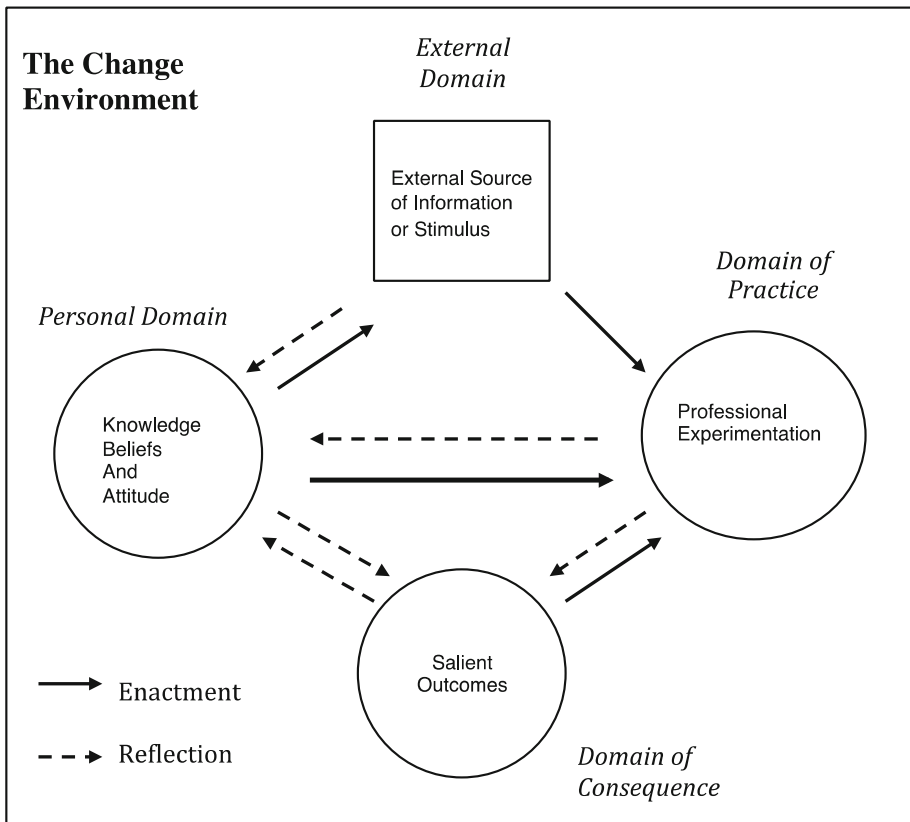 The Change
Environment
External
Domain
External Source
of Information
or Stimulus
Domain of
Practice
Personal Domain
Knowledge
Beliefs
And
Attitude
Professional
Experimentation
Salient
Outcomes
Enactment
Reflection
Domain of
Consequence